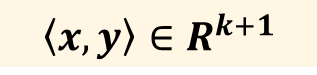 ⟨x, y⟩ ∈ R^{k+1}